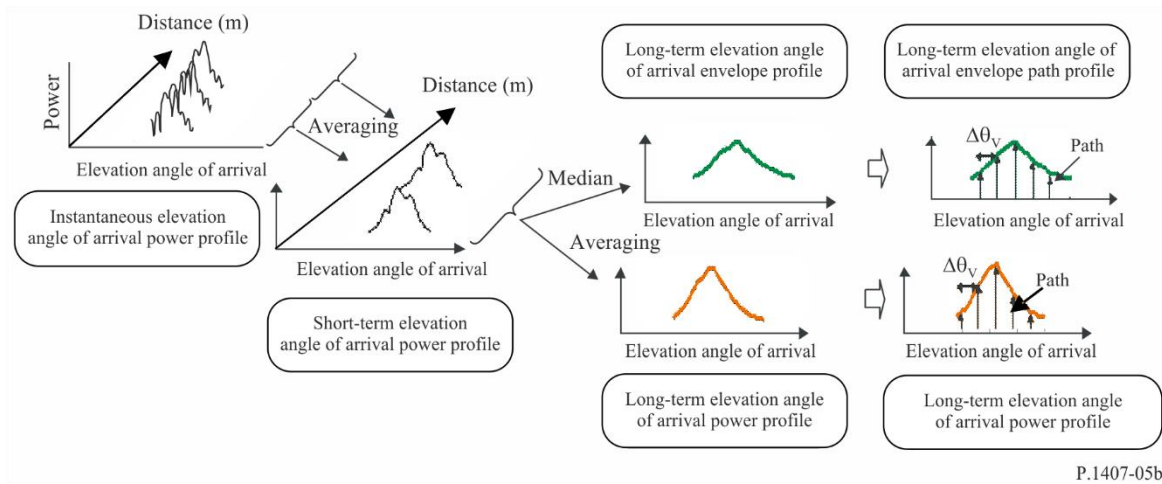 Distance (m)
Power
Elevation angle of arrival
Instantaneous elevation
angle of arrival power profile
Averaging
Distance (m)
Elevation angle of arrival
Short-term elevation
angle of arrival power profile
Median
Averaging
Long-term elevation angle
of arrival envelope profile
Elevation angle of arrival
Elevation angle of arrival
Long-term elevation angle
of arrival power profile
Long-term elevation angle of
arrival envelope path profile
ΔθV
Path
Elevation angle of arrival
ΔθV
Path
Elevation angle of arrival
Long-term elevation angle
of arrival power profile
P.1407-05b